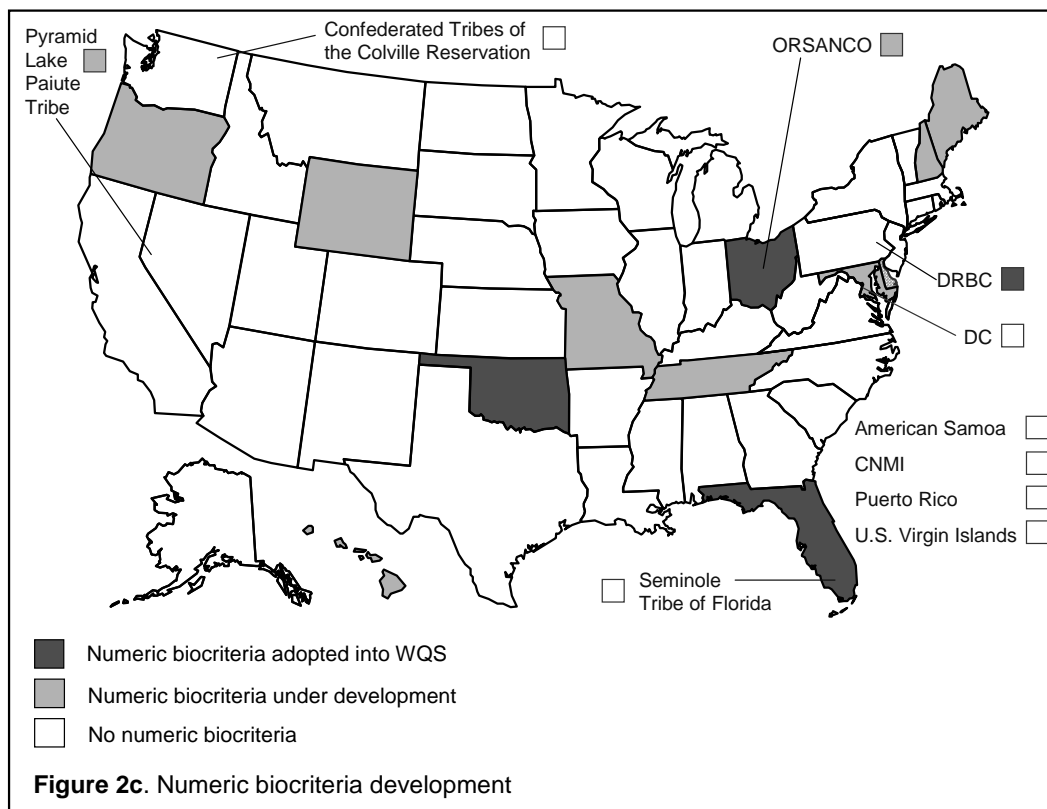 Pyramid
Lake
Paiute
Tribe
Confederated Tribes of
the Colville Reservation
ORSANCO
DRBC
DC
American Samoa
CNMI
Puerto Rico
U.S. Virgin Islands
Seminole
Tribe of Florida
Numeric biocriteria adopted into WQS
Numeric biocriteria under development
No numeric biocriteria
Figure 2c. Numeric biocriteria development